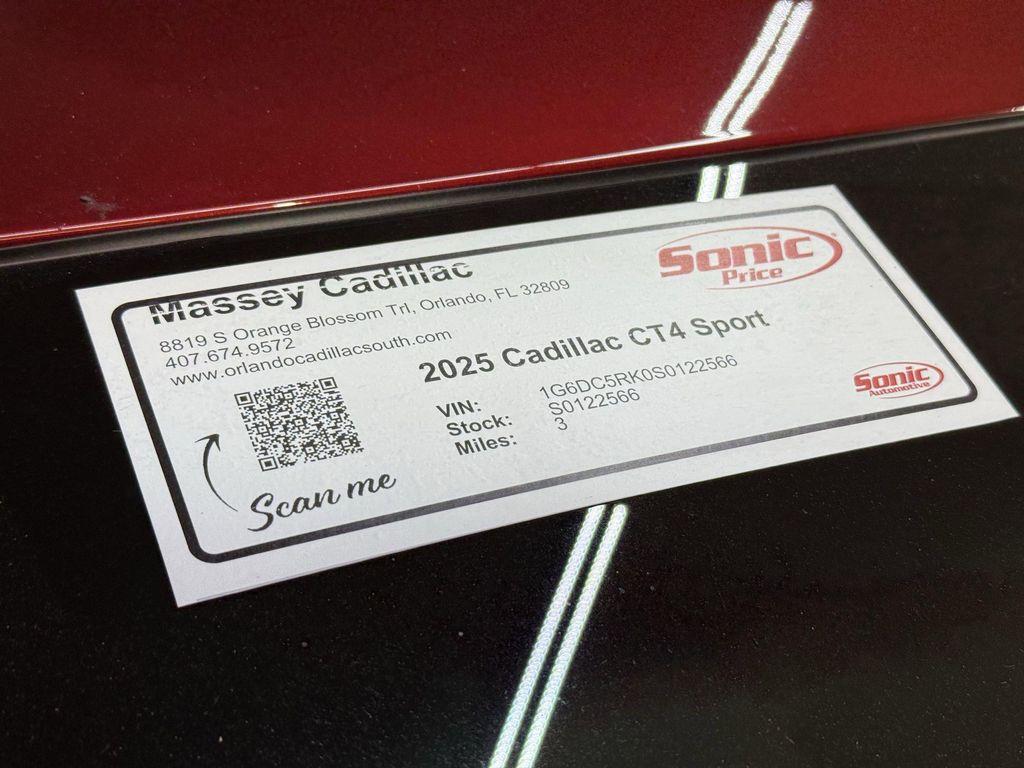 Massey Cadillac
8819 S Orange Blossom Trl, Orlando, FL 32809
407.674.9572
www.orlandocadillacsouth.com
Sonic
Price
2025 Cadillac CT4 Sport
VIN: 1G6DC5RK0S0122566
Stock: S0122566
Miles: 3
Scan me
Sonic
Automotive